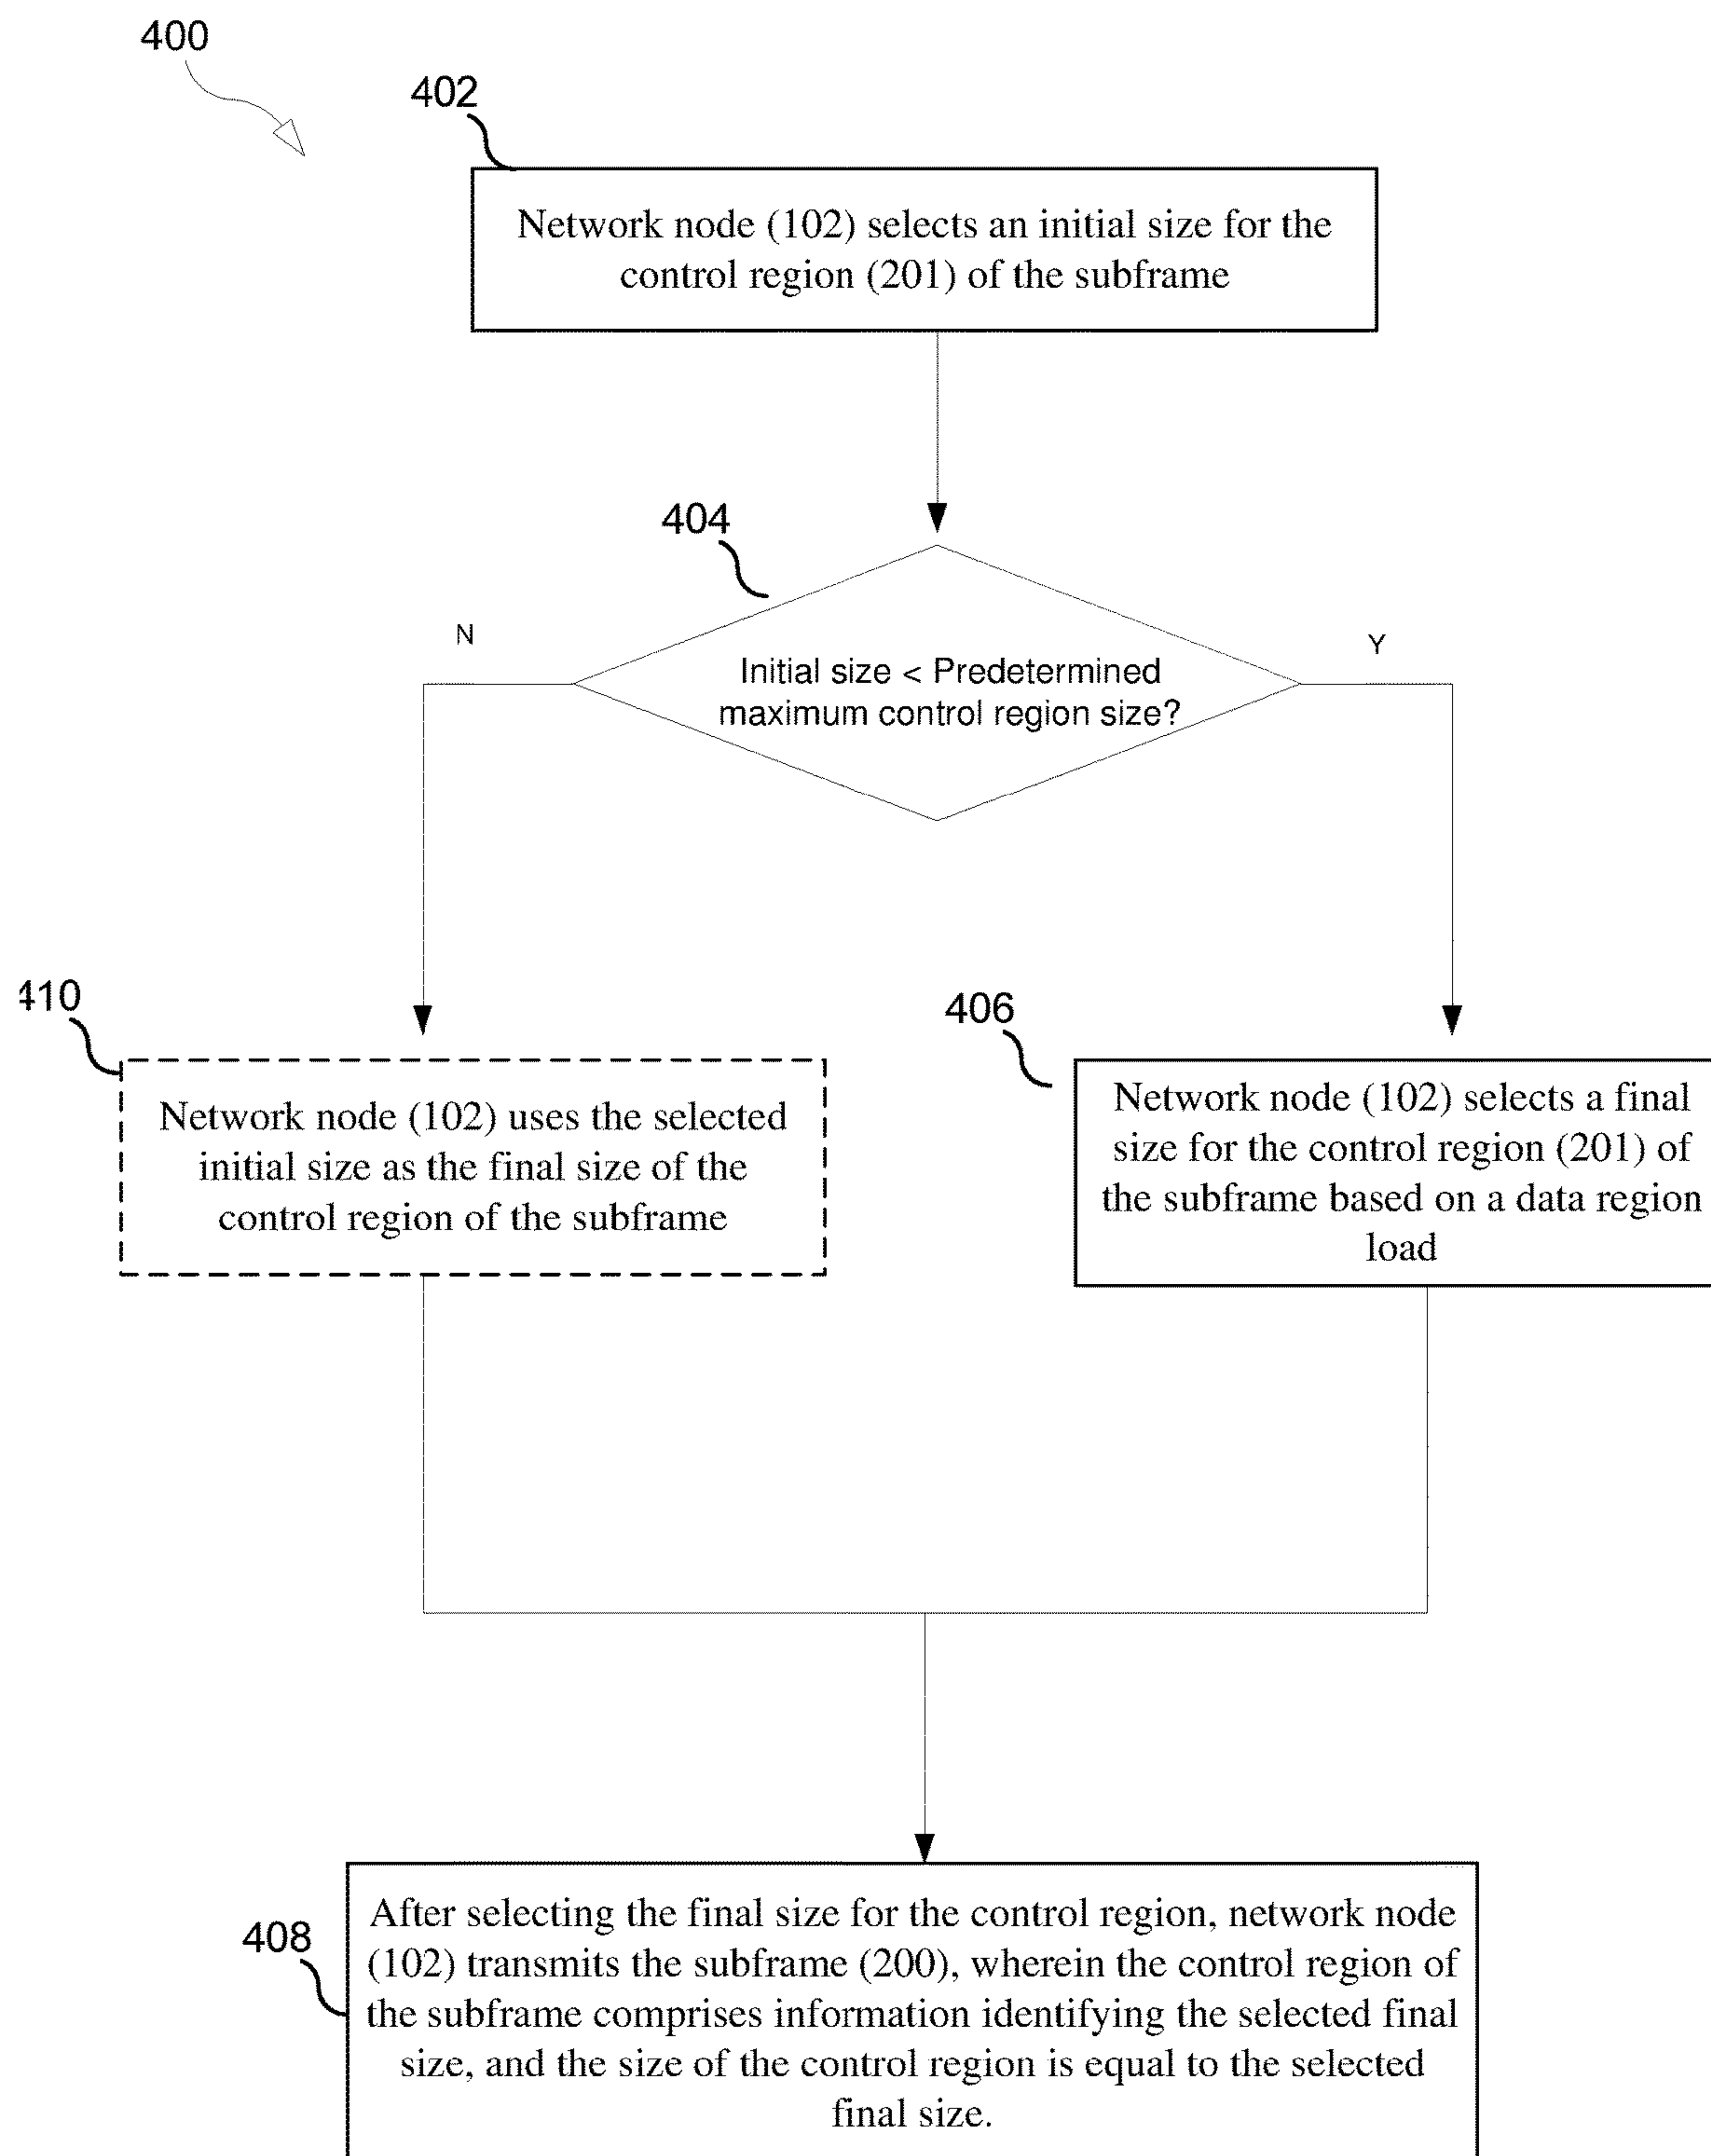 400
402
Network node (102) selects an initial size for the
control region (201) of the subframe
404
N
Y
Initial size < Predetermined
maximum control region size?
410
Network node (102) uses the selected
initial size as the final size of the
control region of the subframe
406
Network node (102) selects a final
size for the control region (201) of
the subframe based on a data region
load
408
After selecting the final size for the control region, network node
(102) transmits the subframe (200), wherein the control region of
the subframe comprises information identifying the selected final
size, and the size of the control region is equal to the selected
final size.